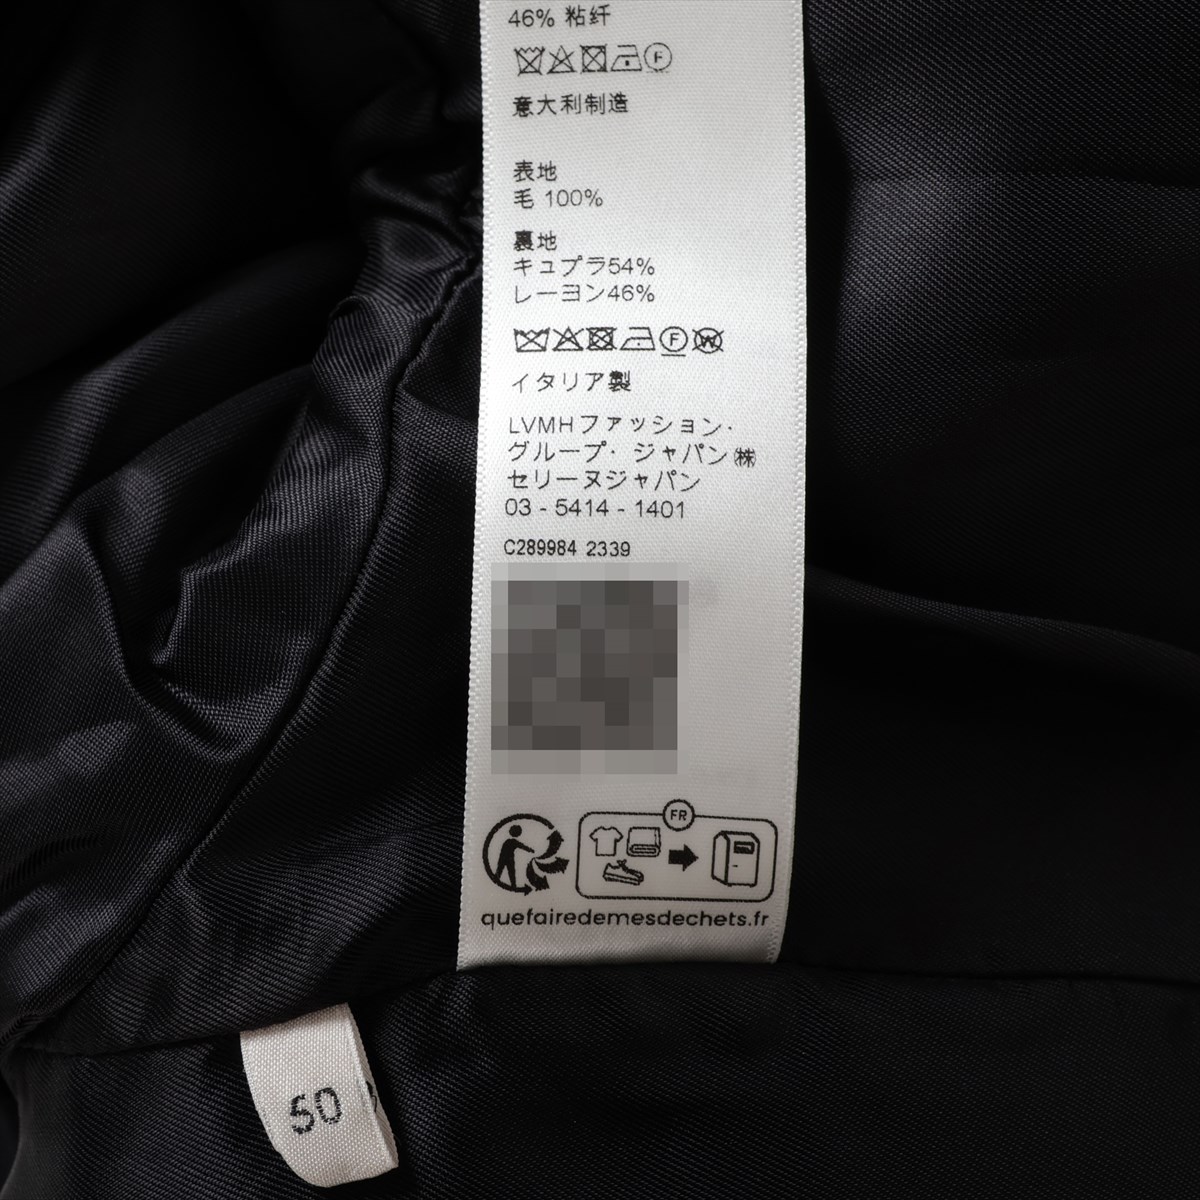 46% 粘纤
F
意大利制造
表地
毛 100%
裏地
キュプラ54%
レーヨン46%
F W
イタリア製
LVMHファッション・
グループ・ジャパン㈱
セリーヌジャパン
03 - 5414 - 1401
C289984 2339
FR
quefairedemesdechets.fr
50